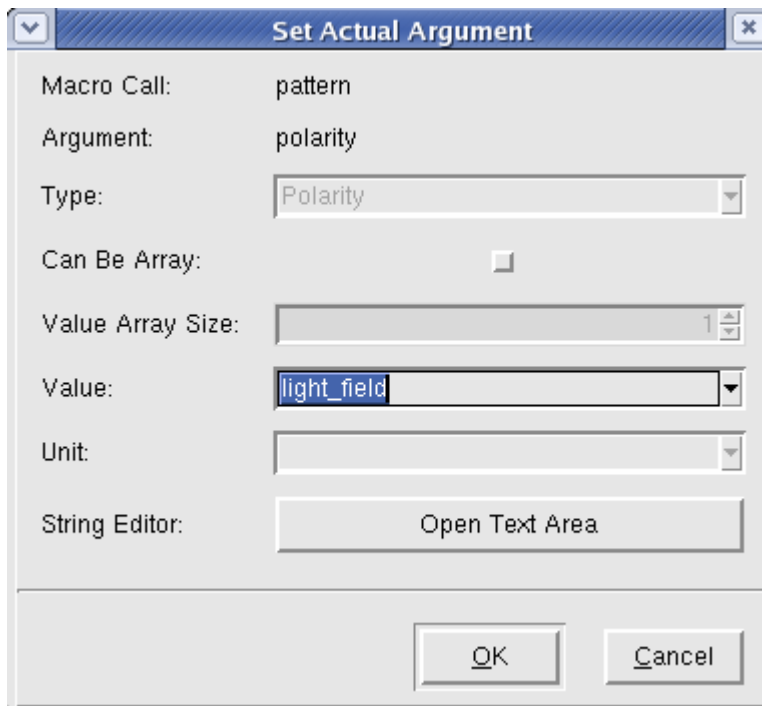 Set Actual Argument
Macro Call: pattern
Argument: polarity
Type: Polarity
Can Be Array:
Value Array Size: 1
Value: light_field
Unit:
String Editor: Open Text Area
OK Cancel